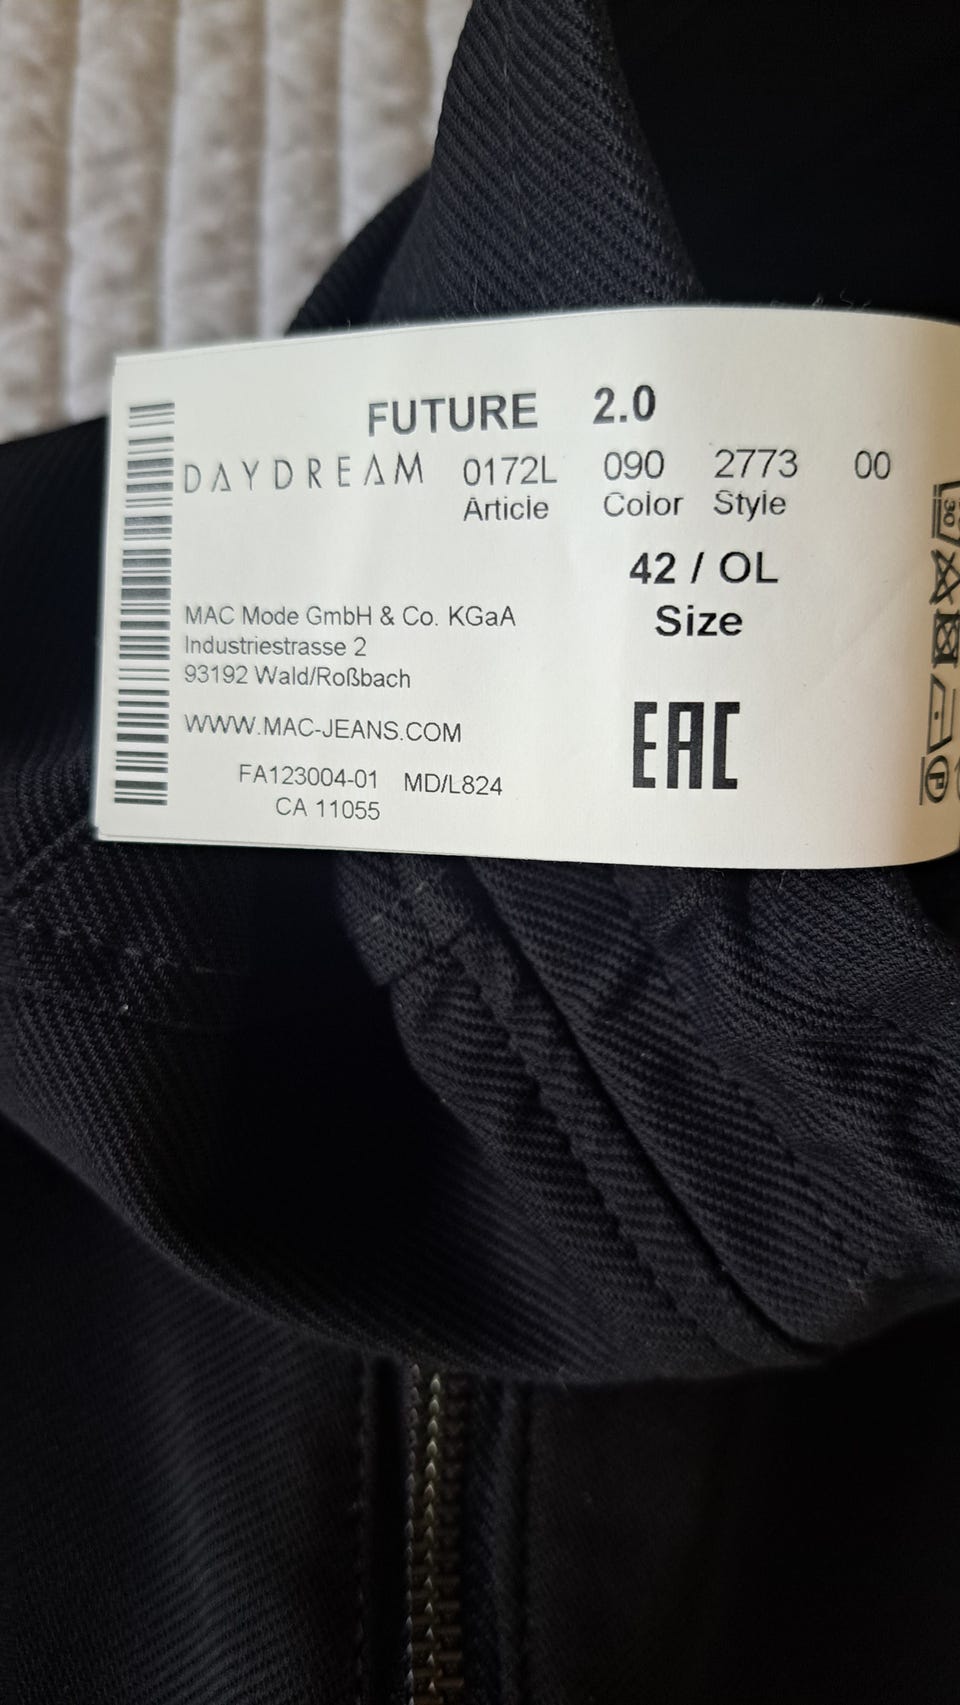 FUTURE 2.0
DAYDREAM 0172L 090 2773 00
Article Color Style
42 / OL
Size
MAC Mode GmbH & Co. KGaA
Industriestrasse 2
93192 Wald/Roßbach
WWW.MAC-JEANS.COM
EAC
FA123004-01 MD/L824
CA 11055
30
P